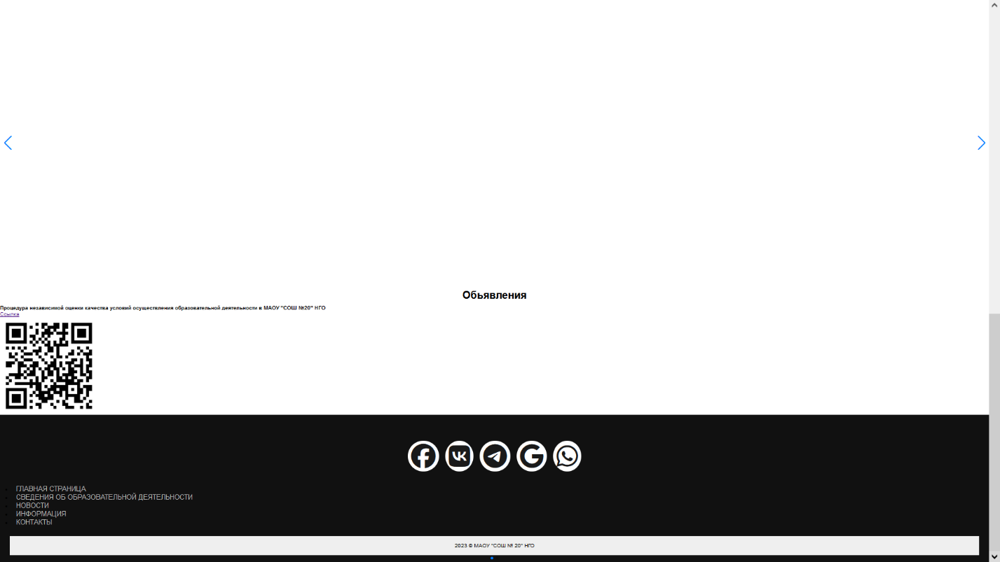 Обьявления
Процедура независимой оценки качества условий осуществления образовательной деятельности в МАОУ "СОШ №20" НГО
Ссылка
ГЛАВНАЯ СТРАНИЦА
СВЕДЕНИЯ ОБ ОБРАЗОВАТЕЛЬНОЙ ДЕЯТЕЛЬНОСТИ
НОВОСТИ
ИНФОРМАЦИЯ
КОНТАКТЫ
2023 © МАОУ "СОШ № 20" НГО